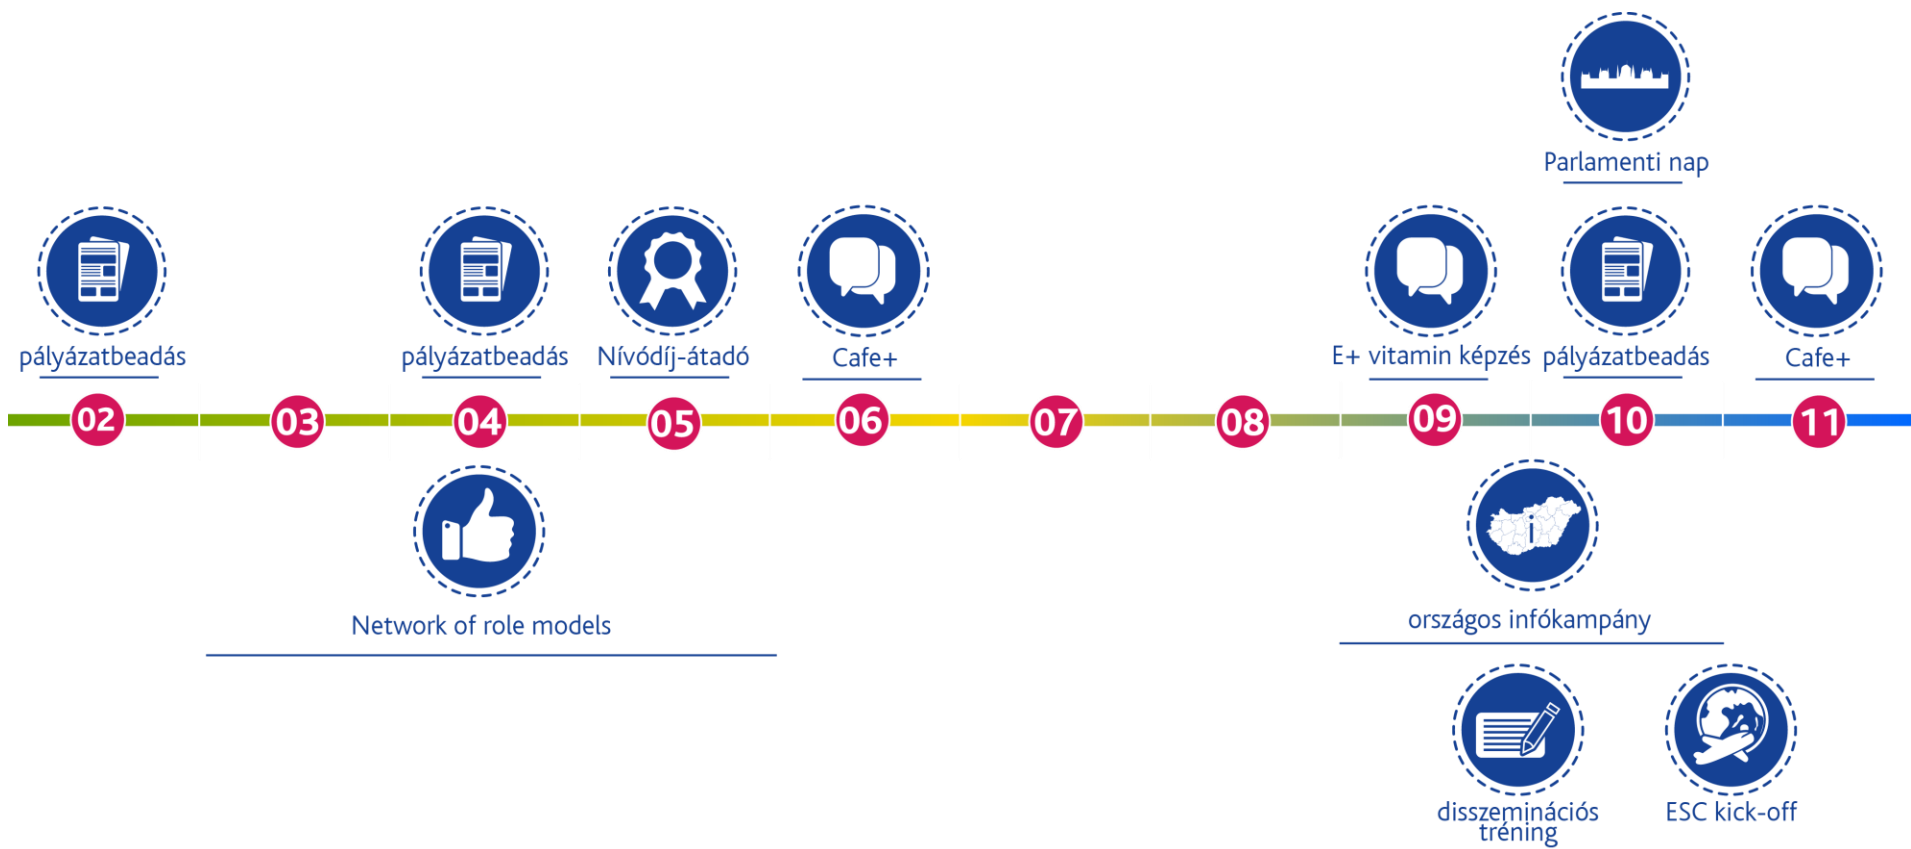 Parlamenti nap
pályázatbeadás
pályázatbeadás
Nívódíj-átadó
Cafe+
E+ vitamin képzés
pályázatbeadás
Cafe+
02
03
04
05
06
07
08
09
10
11
Network of role models
i
országos infókampány
disszeminációs
tréning
ESC kick-off